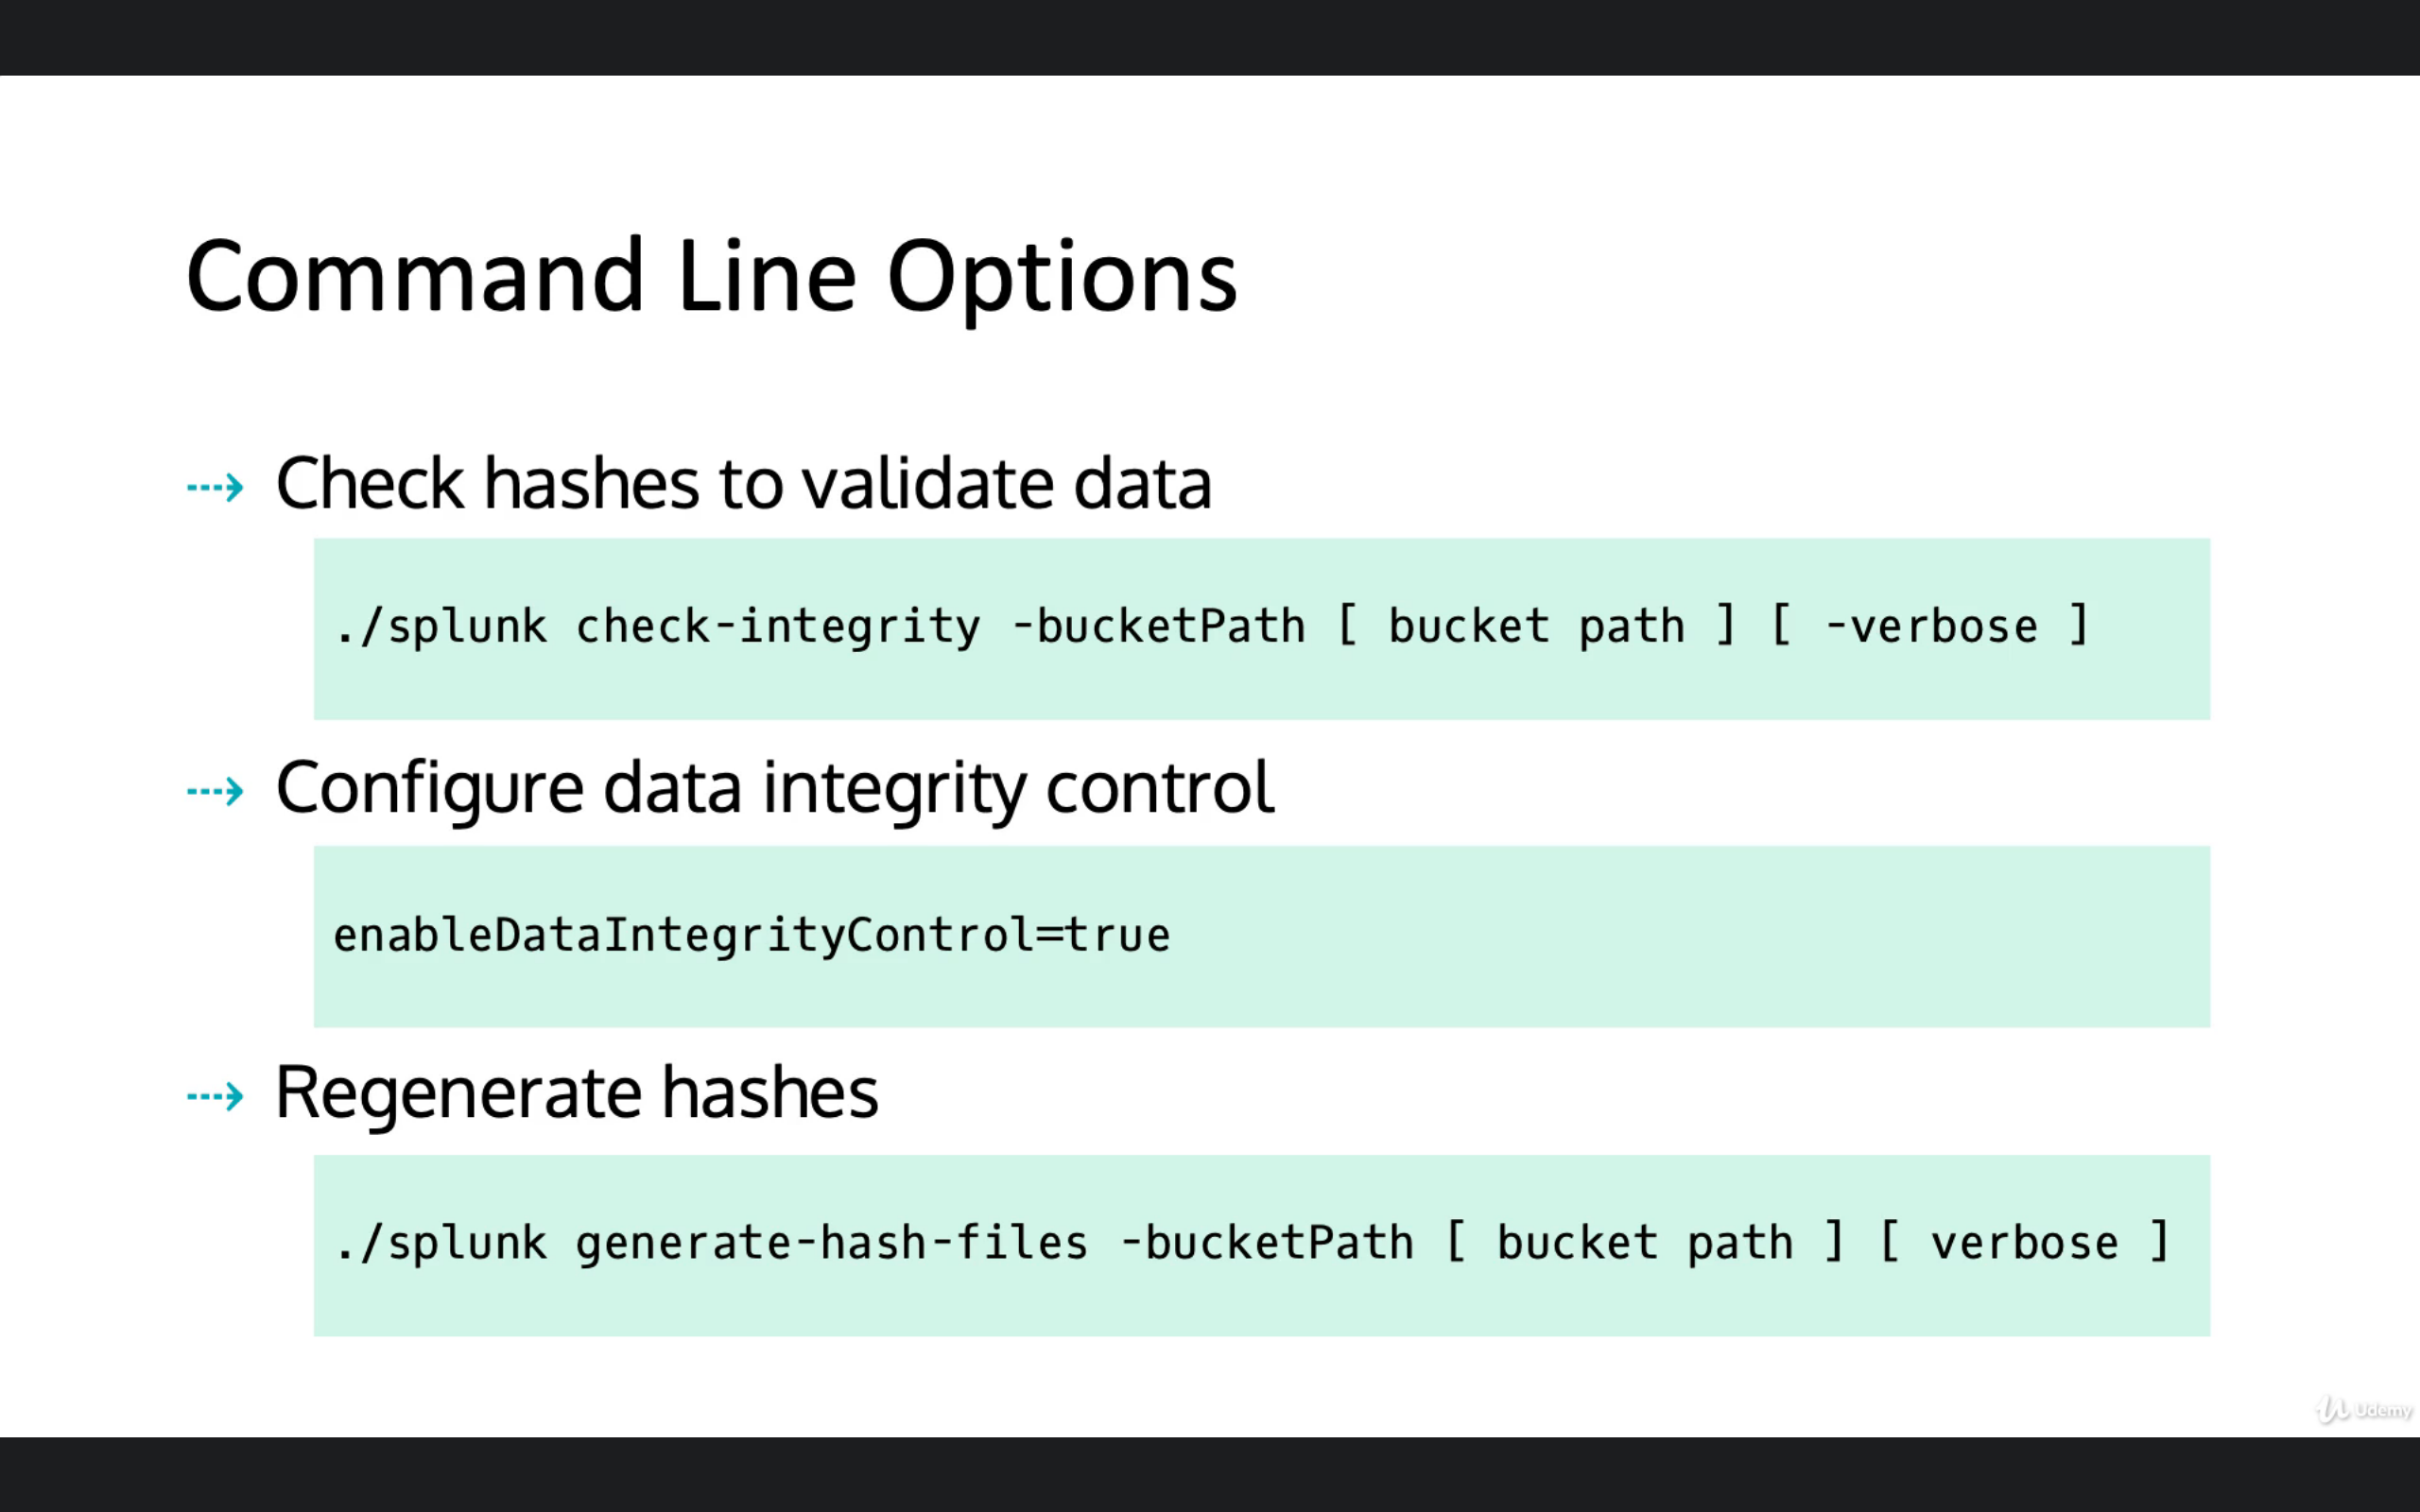 Command Line Options
Check hashes to validate data
./splunk check-integrity -bucketPath [ bucket path ] [ -verbose ]
Configure data integrity control
enableDataIntegrityControl=true
Regenerate hashes
./splunk generate-hash-files -bucketPath [ bucket path ] [ verbose ]
Udemy